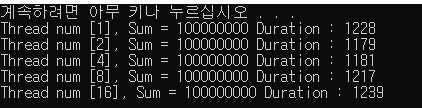 계속하려면 아무 키나 누르십시오 . . .
Thread num [1], Sum = 100000000 Duration : 1228
Thread num [2], Sum = 100000000 Duration : 1179
Thread num [4], Sum = 100000000 Duration : 1181
Thread num [8], Sum = 100000000 Duration : 1217
Thread num [16], Sum = 100000000 Duration : 1239